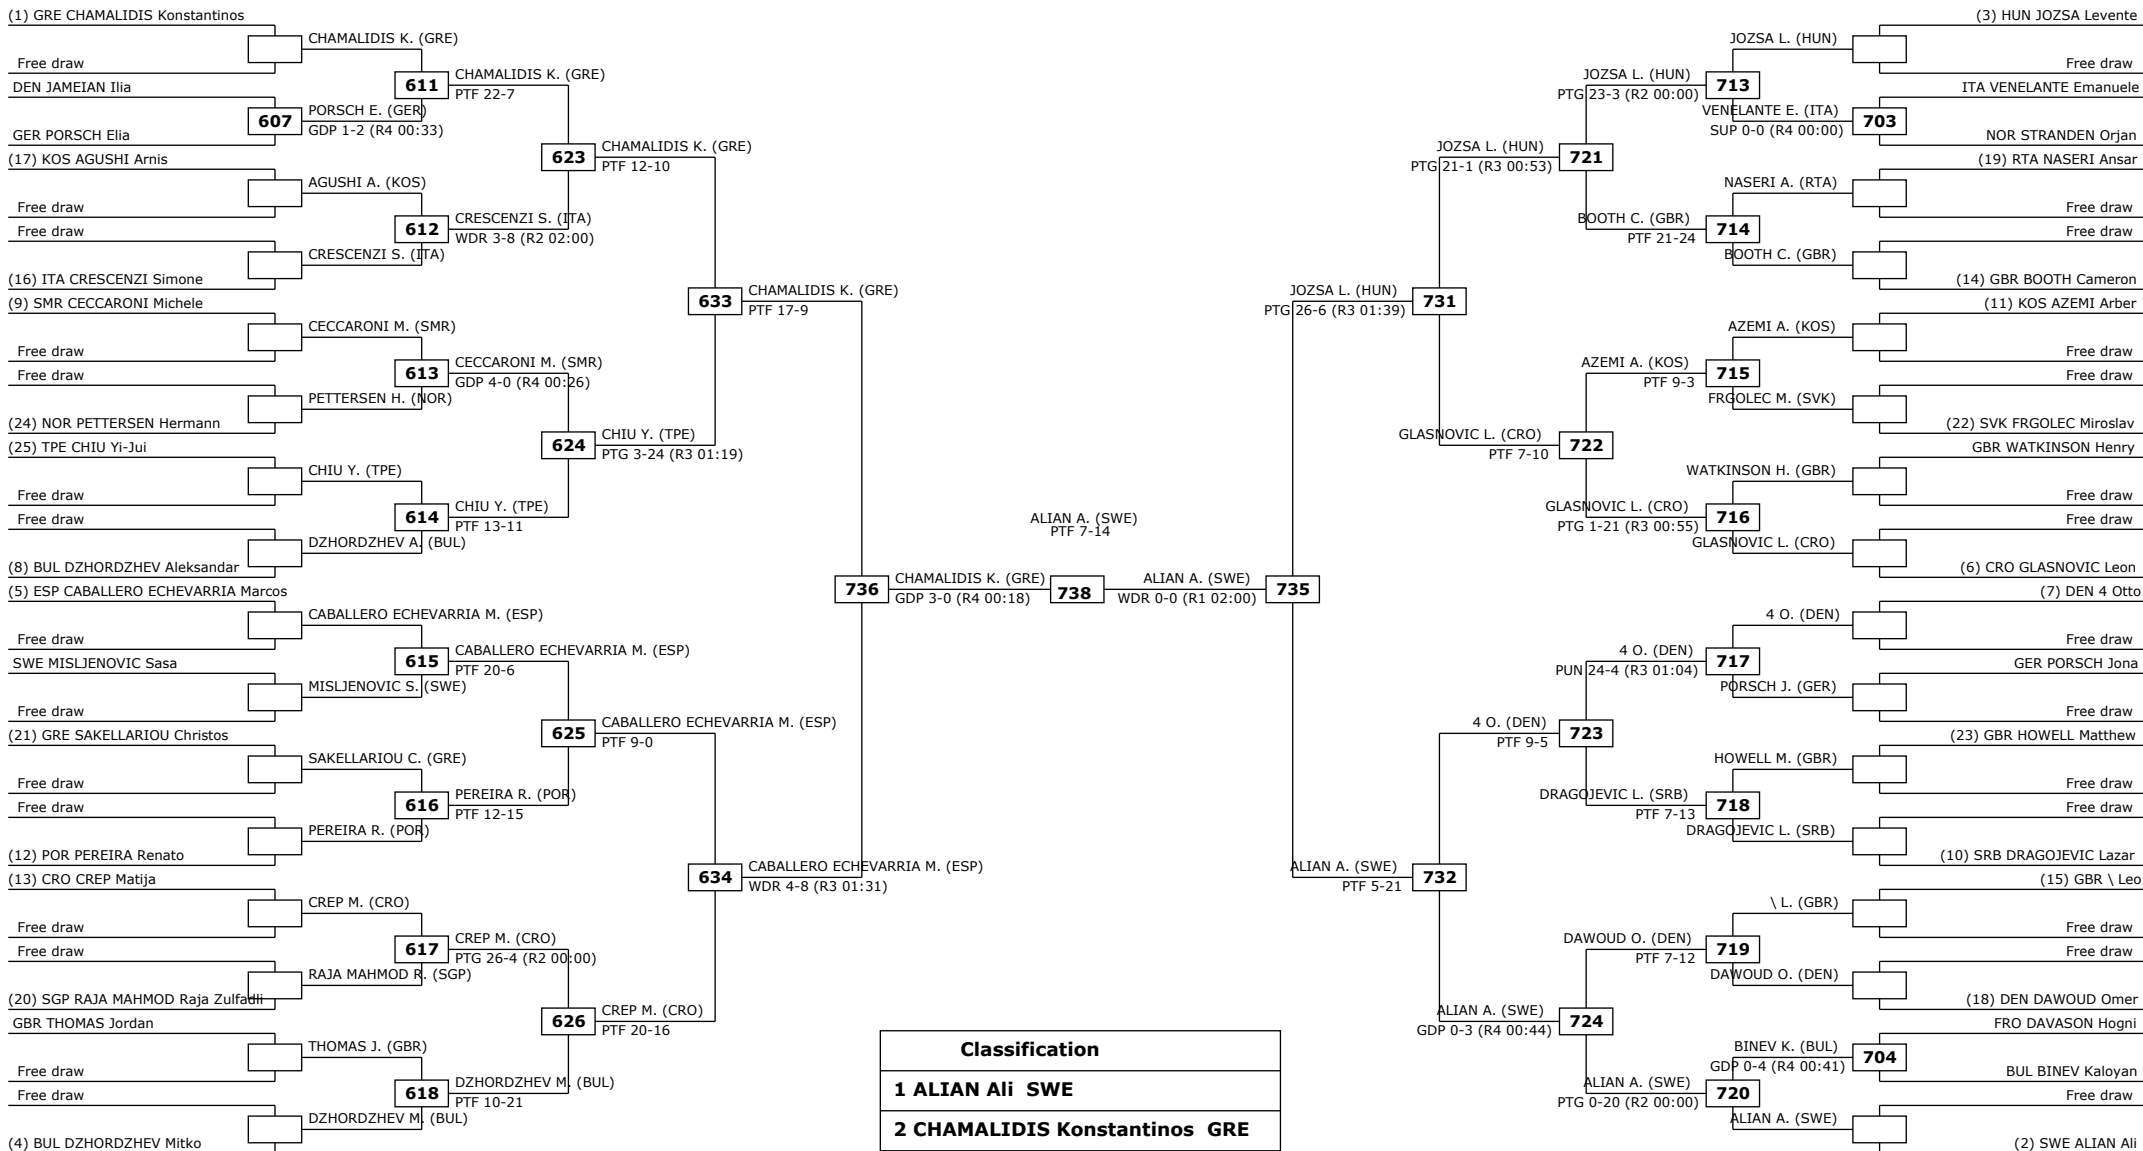 (1) GRE CHAMALIDIS Konstantinos
Free draw
DEN JAMEIAN Ilia
GER PORSCH Elia
(17) KOS AGUSHI Arnis
Free draw
Free draw
(16) ITA CRESCENZI Simone
(9) SMR CECCARONI Michele
Free draw
Free draw
(24) NOR PETTERSEN Hermann
(25) TPE CHIU Yi-Jui
Free draw
Free draw
(8) BUL DZHORDZHEV Aleksandar
(5) ESP CABALLERO ECHEVARRIA Marcos
Free draw
SWE MISLJENOVIC Sasa
Free draw
(21) GRE SAKELLARIOU Christos
Free draw
Free draw
(12) POR PEREIRA Renato
(13) CRO CREP Matija
Free draw
Free draw
(20) SGP RAJA MAHMOD Raja Zulfadli
GBR THOMAS Jordan
Free draw
Free draw
(4) BUL DZHORDZHEV Mitko
CHAMALIDIS K. (GRE)
607
PORSCH E. (GER)
GDP 1-2 (R4 00:33)
AGUSHI A. (KOS)
CRESCENZI S. (ITA)
CECCARONI M. (SMR)
PETTERSEN H. (NOR)
CHIU Y. (TPE)
DZHORDZHEV A. (BUL)
CABALLERO ECHEVARRIA M. (ESP)
MISLJENOVIC S. (SWE)
SAKELLARIOU C. (GRE)
PEREIRA R. (POR)
CREP M. (CRO)
RAJA MAHMOD R. (SGP)
THOMAS J. (GBR)
DZHORDZHEV M. (BUL)
611
CHAMALIDIS K. (GRE)
PTF 22-7
612
CRESCENZI S. (ITA)
WDR 3-8 (R2 02:00)
613
CECCARONI M. (SMR)
GDP 4-0 (R4 00:26)
614
CHIU Y. (TPE)
PTF 13-11
615
CABALLERO ECHEVARRIA M. (ESP)
PTF 20-6
616
PEREIRA R. (POR)
PTF 12-15
617
CREP M. (CRO)
PTG 26-4 (R2 00:00)
618
DZHORDZHEV M. (BUL)
PTF 10-21
623
CHAMALIDIS K. (GRE)
PTF 12-10
624
CHIU Y. (TPE)
PTG 3-24 (R3 01:19)
625
CABALLERO ECHEVARRIA M. (ESP)
PTF 9-0
626
CREP M. (CRO)
PTF 20-16
633
CHAMALIDIS K. (GRE)
PTF 17-9
634
CABALLERO ECHEVARRIA M. (ESP)
WDR 4-8 (R3 01:31)
736
CHAMALIDIS K. (GRE)
GDP 3-0 (R4 00:18)
ALIAN A. (SWE)
PTF 7-14
738
ALIAN A. (SWE)
WDR 0-0 (R1 02:00)
735
JOZSA L. (HUN)
PTG 26-6 (R3 01:39)
731
ALIAN A. (SWE)
PTF 5-21
732
JOZSA L. (HUN)
PTG 21-1 (R3 00:53)
721
GLASNOVIC L. (CRO)
PTF 7-10
722
4 O. (DEN)
PTF 9-5
723
ALIAN A. (SWE)
GDP 0-3 (R4 00:44)
724
JOZSA L. (HUN)
PTG 23-3 (R2 00:00)
713
BOOTH C. (GBR)
PTF 21-24
714
AZEMI A. (KOS)
PTF 9-3
715
GLASNOVIC L. (CRO)
PTG 1-21 (R3 00:55)
716
4 O. (DEN)
PUN 24-4 (R3 01:04)
717
DRAGOJEVIC L. (SRB)
PTF 7-13
718
DAWOUD O. (DEN)
PTF 7-12
719
ALIAN A. (SWE)
PTG 0-20 (R2 00:00)
720
JOZSA L. (HUN)
VENELANTE E. (ITA)
SUP 0-0 (R4 00:00)
703
NASERI A. (RTA)
BOOTH C. (GBR)
AZEMI A. (KOS)
FRGOLEC M. (SVK)
WATKINSON H. (GBR)
GLASNOVIC L. (CRO)
4 O. (DEN)
PORSCH J. (GER)
HOWELL M. (GBR)
DRAGOJEVIC L. (SRB)
\ L. (GBR)
DAWOUD O. (DEN)
BINEV K. (BUL)
GDP 0-4 (R4 00:41)
704
ALIAN A. (SWE)
(3) HUN JOZSA Levente
Free draw
ITA VENELANTE Emanuele
NOR STRANDEN Orjan
(19) RTA NASERI Ansar
Free draw
Free draw
(14) GBR BOOTH Cameron
(11) KOS AZEMI Arber
Free draw
Free draw
(22) SVK FRGOLEC Miroslav
GBR WATKINSON Henry
Free draw
Free draw
(6) CRO GLASNOVIC Leon
(7) DEN 4 Otto
Free draw
GER PORSCH Jona
Free draw
(23) GBR HOWELL Matthew
Free draw
Free draw
(10) SRB DRAGOJEVIC Lazar
(15) GBR \ Leo
Free draw
Free draw
(18) DEN DAWOUD Omer
FRO DAVASON Hogni
BUL BINEV Kaloyan
Free draw
(2) SWE ALIAN Ali
Classification
1 ALIAN Ali SWE
2 CHAMALIDIS Konstantinos GRE